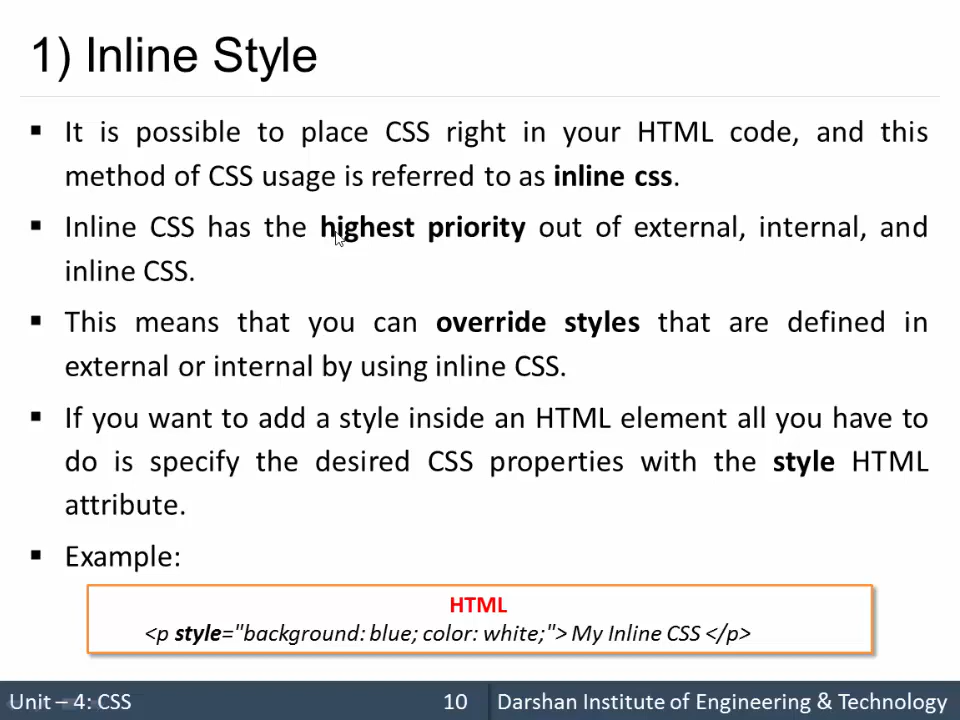 1) Inline Style
▪ It is possible to place CSS right in your HTML code, and this
method of CSS usage is referred to as inline css.
▪ Inline CSS has the highest priority out of external, internal, and
inline CSS.
▪ This means that you can override styles that are defined in
external or internal by using inline CSS.
▪ If you want to add a style inside an HTML element all you have to
do is specify the desired CSS properties with the style HTML
attribute.
▪ Example:
HTML
<p style="background: blue; color: white;"> My Inline CSS </p>
Unit – 4: CSS 10 Darshan Institute of Engineering & Technology